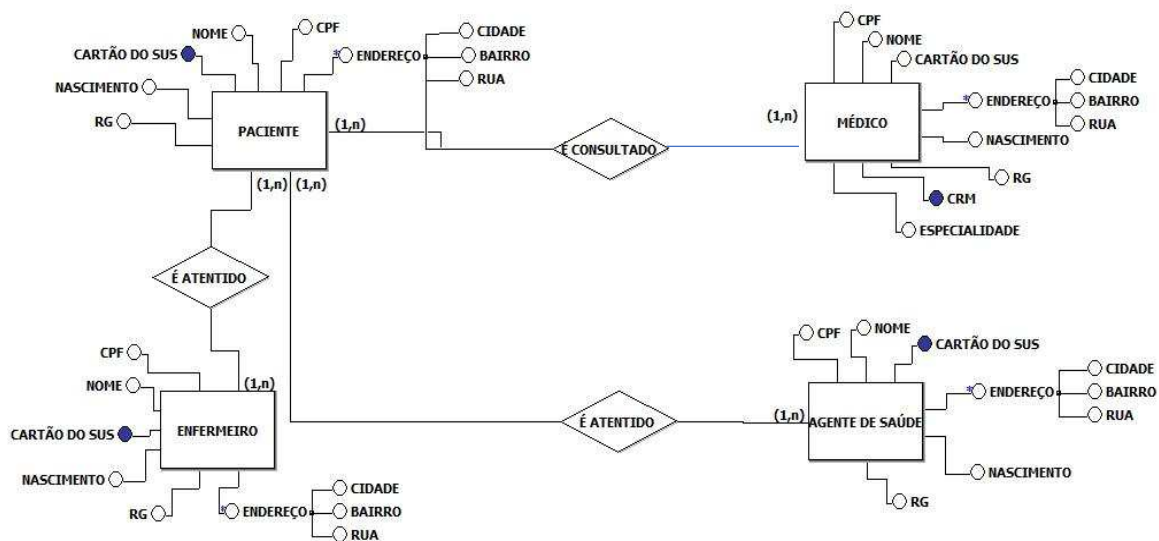 NOME
CPF
CARTÃO DO SUS
* ENDEREÇO
CIDADE
BAIRRO
RUA
NASCIMENTO
RG
PACIENTE
(1,n)
(1,n)
(1,n)
É CONSULTADO
(1,n)
CPF
NOME
CARTÃO DO SUS
* ENDEREÇO
CIDADE
BAIRRO
RUA
MÉDICO
NASCIMENTO
RG
CRM
ESPECIALIDADE
É ATENTIDO
CPF
NOME
(1,n)
CARTÃO DO SUS
ENFERMEIRO
NASCIMENTO
RG
* ENDEREÇO
CIDADE
BAIRRO
RUA
É ATENTIDO
(1,n)
CPF
NOME
CARTÃO DO SUS
* ENDEREÇO
CIDADE
BAIRRO
RUA
AGENTE DE SAÚDE
NASCIMENTO
RG